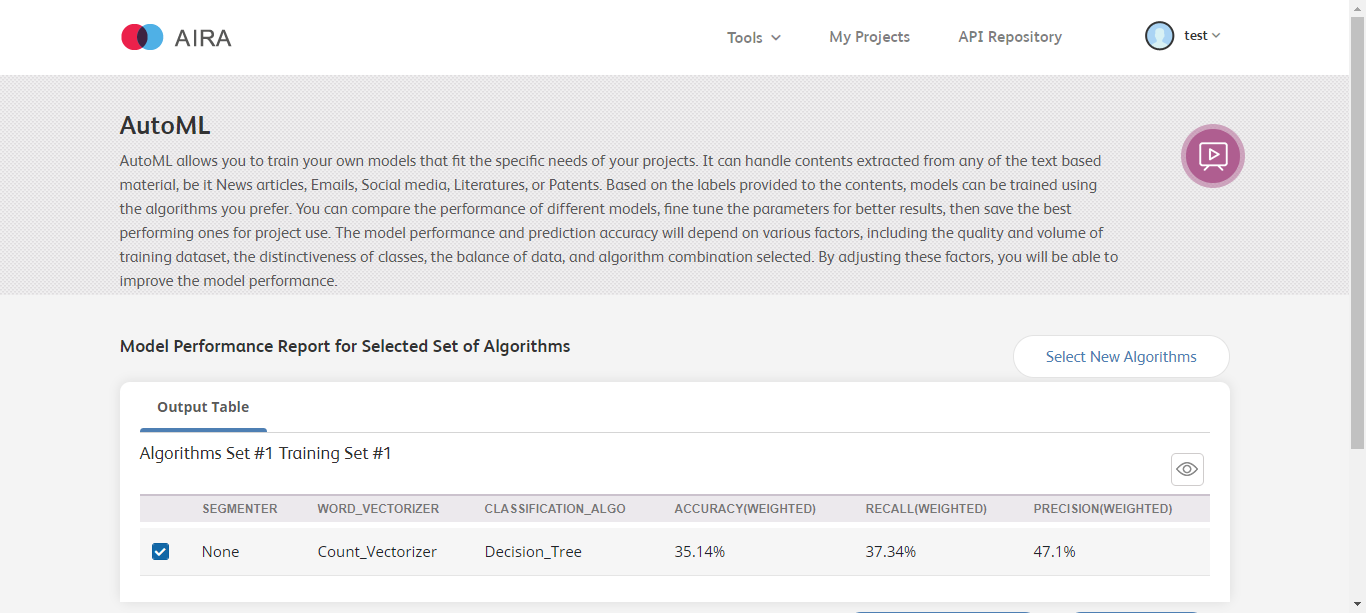 AIRA
Tools
My Projects
API Repository
test
AutoML
AutoML allows you to train your own models that fit the specific needs of your projects. It can handle contents extracted from any of the text based
material, be it News articles, Emails, Social media, Literatures, or Patents. Based on the labels provided to the contents, models can be trained using
the algorithms you prefer. You can compare the performance of different models, fine tune the parameters for better results, then save the best
performing ones for project use. The model performance and prediction accuracy will depend on various factors, including the quality and volume of
training dataset, the distinctiveness of classes, the balance of data, and algorithm combination selected. By adjusting these factors, you will be able to
improve the model performance.
Model Performance Report for Selected Set of Algorithms
Select New Algorithms
Output Table
Algorithms Set #1 Training Set #1
SEGMENTER WORD_VECTORIZER CLASSIFICATION_ALGO ACCURACY(WEIGHTED) RECALL(WEIGHTED) PRECISION(WEIGHTED)
None Count_Vectorizer Decision_Tree 35.14% 37.34% 47.1%